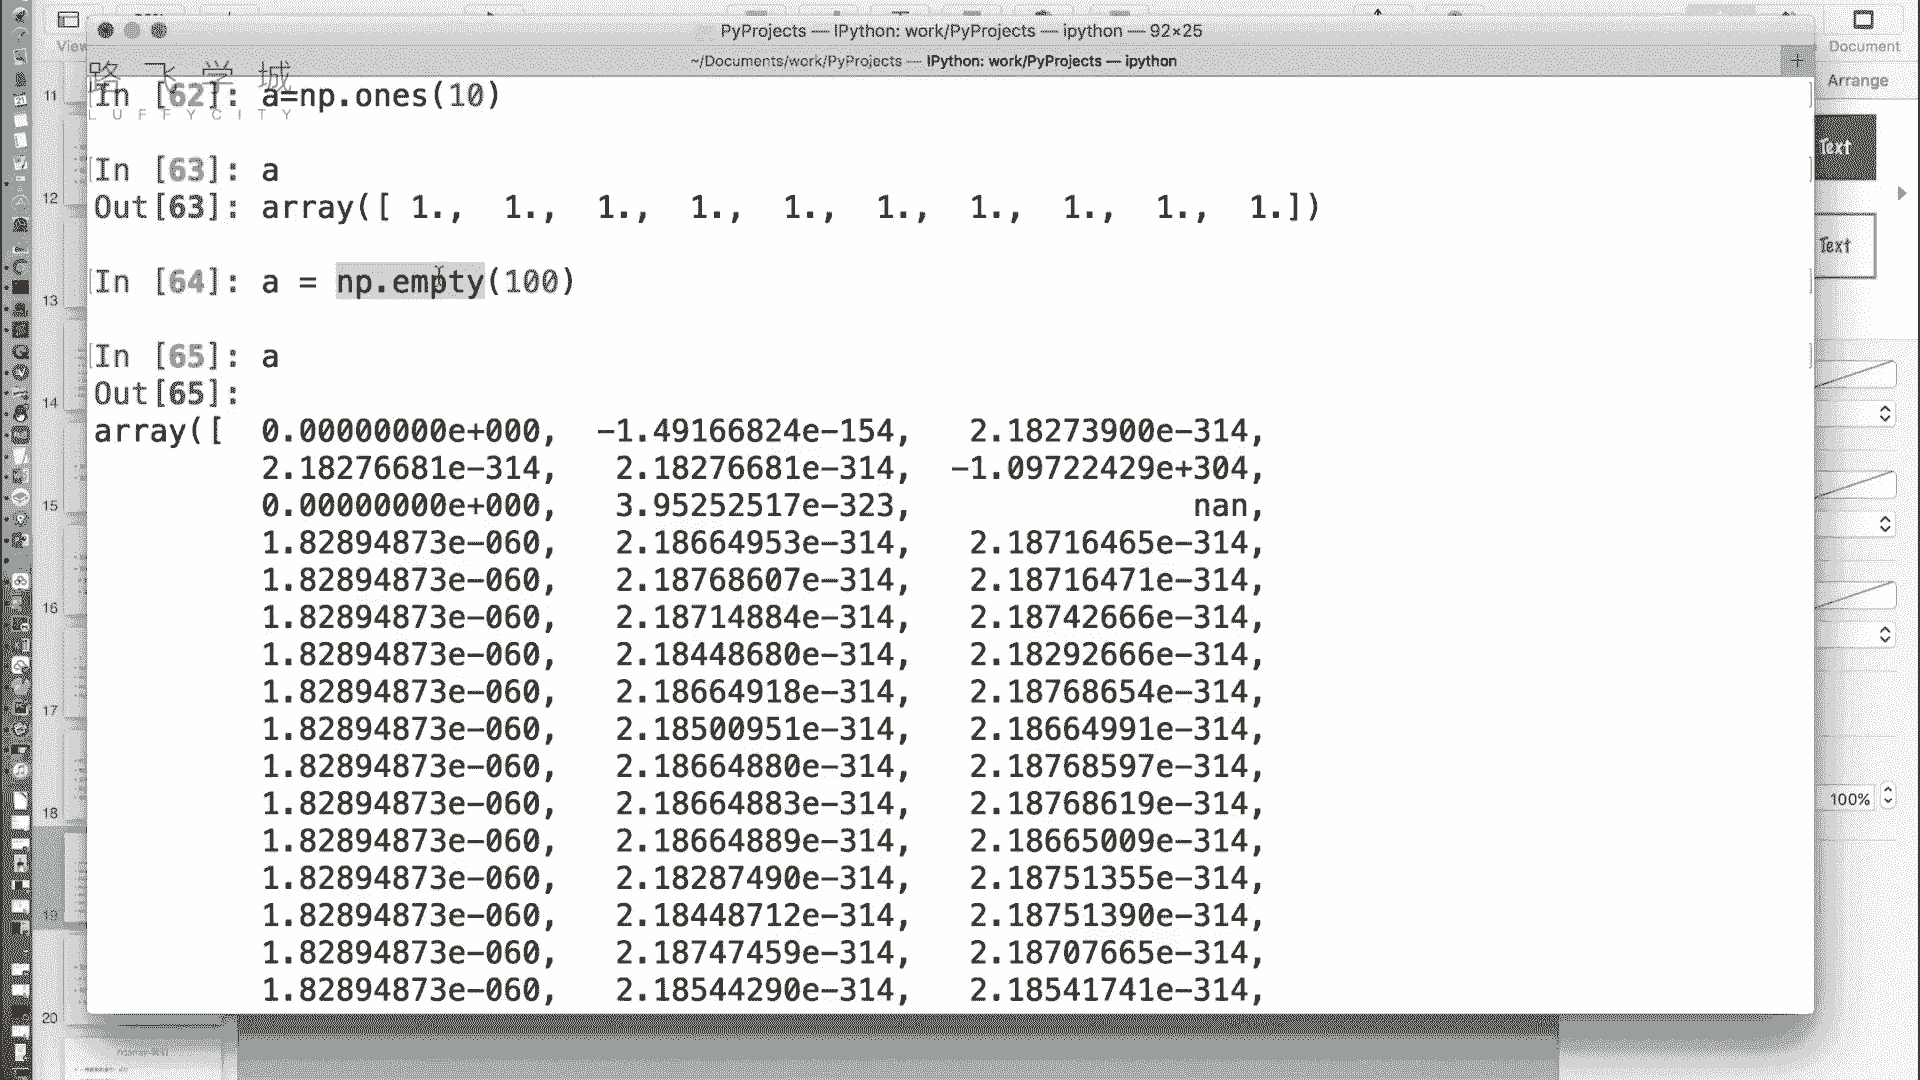 PyProjects — IPython: work/PyProjects — ipython — 92×25
View
Document
~/Documents/work/PyProjects — IPython: work/PyProjects — ipython
+
Arrange
路飞学城
LUFFYCITY
In [62]: a=np.ones(10)
In [63]: a
Out[63]: array([ 1.,  1.,  1.,  1.,  1.,  1.,  1.,  1.,  1.,  1.])
In [64]: a = np.empty(100)
In [65]: a
Out[65]:
array([  0.00000000e+000,  -1.49166824e-154,   2.18273900e-314,
2.18276681e-314,   2.18276681e-314,  -1.09722429e+304,
0.00000000e+000,   3.95252517e-323,               nan,
1.82894873e-060,   2.18664953e-314,   2.18716465e-314,
1.82894873e-060,   2.18768607e-314,   2.18716471e-314,
1.82894873e-060,   2.18714884e-314,   2.18742666e-314,
1.82894873e-060,   2.18448680e-314,   2.18292666e-314,
1.82894873e-060,   2.18664918e-314,   2.18768654e-314,
1.82894873e-060,   2.18500951e-314,   2.18664991e-314,
1.82894873e-060,   2.18664880e-314,   2.18768597e-314,
1.82894873e-060,   2.18664883e-314,   2.18768619e-314,
1.82894873e-060,   2.18664889e-314,   2.18665009e-314,
1.82894873e-060,   2.18287490e-314,   2.18751355e-314,
1.82894873e-060,   2.18448712e-314,   2.18751390e-314,
1.82894873e-060,   2.18747459e-314,   2.18707665e-314,
1.82894873e-060,   2.18544290e-314,   2.18541741e-314,
11
12
13
14
15
16
17
18
19
20
Text
Text
100%